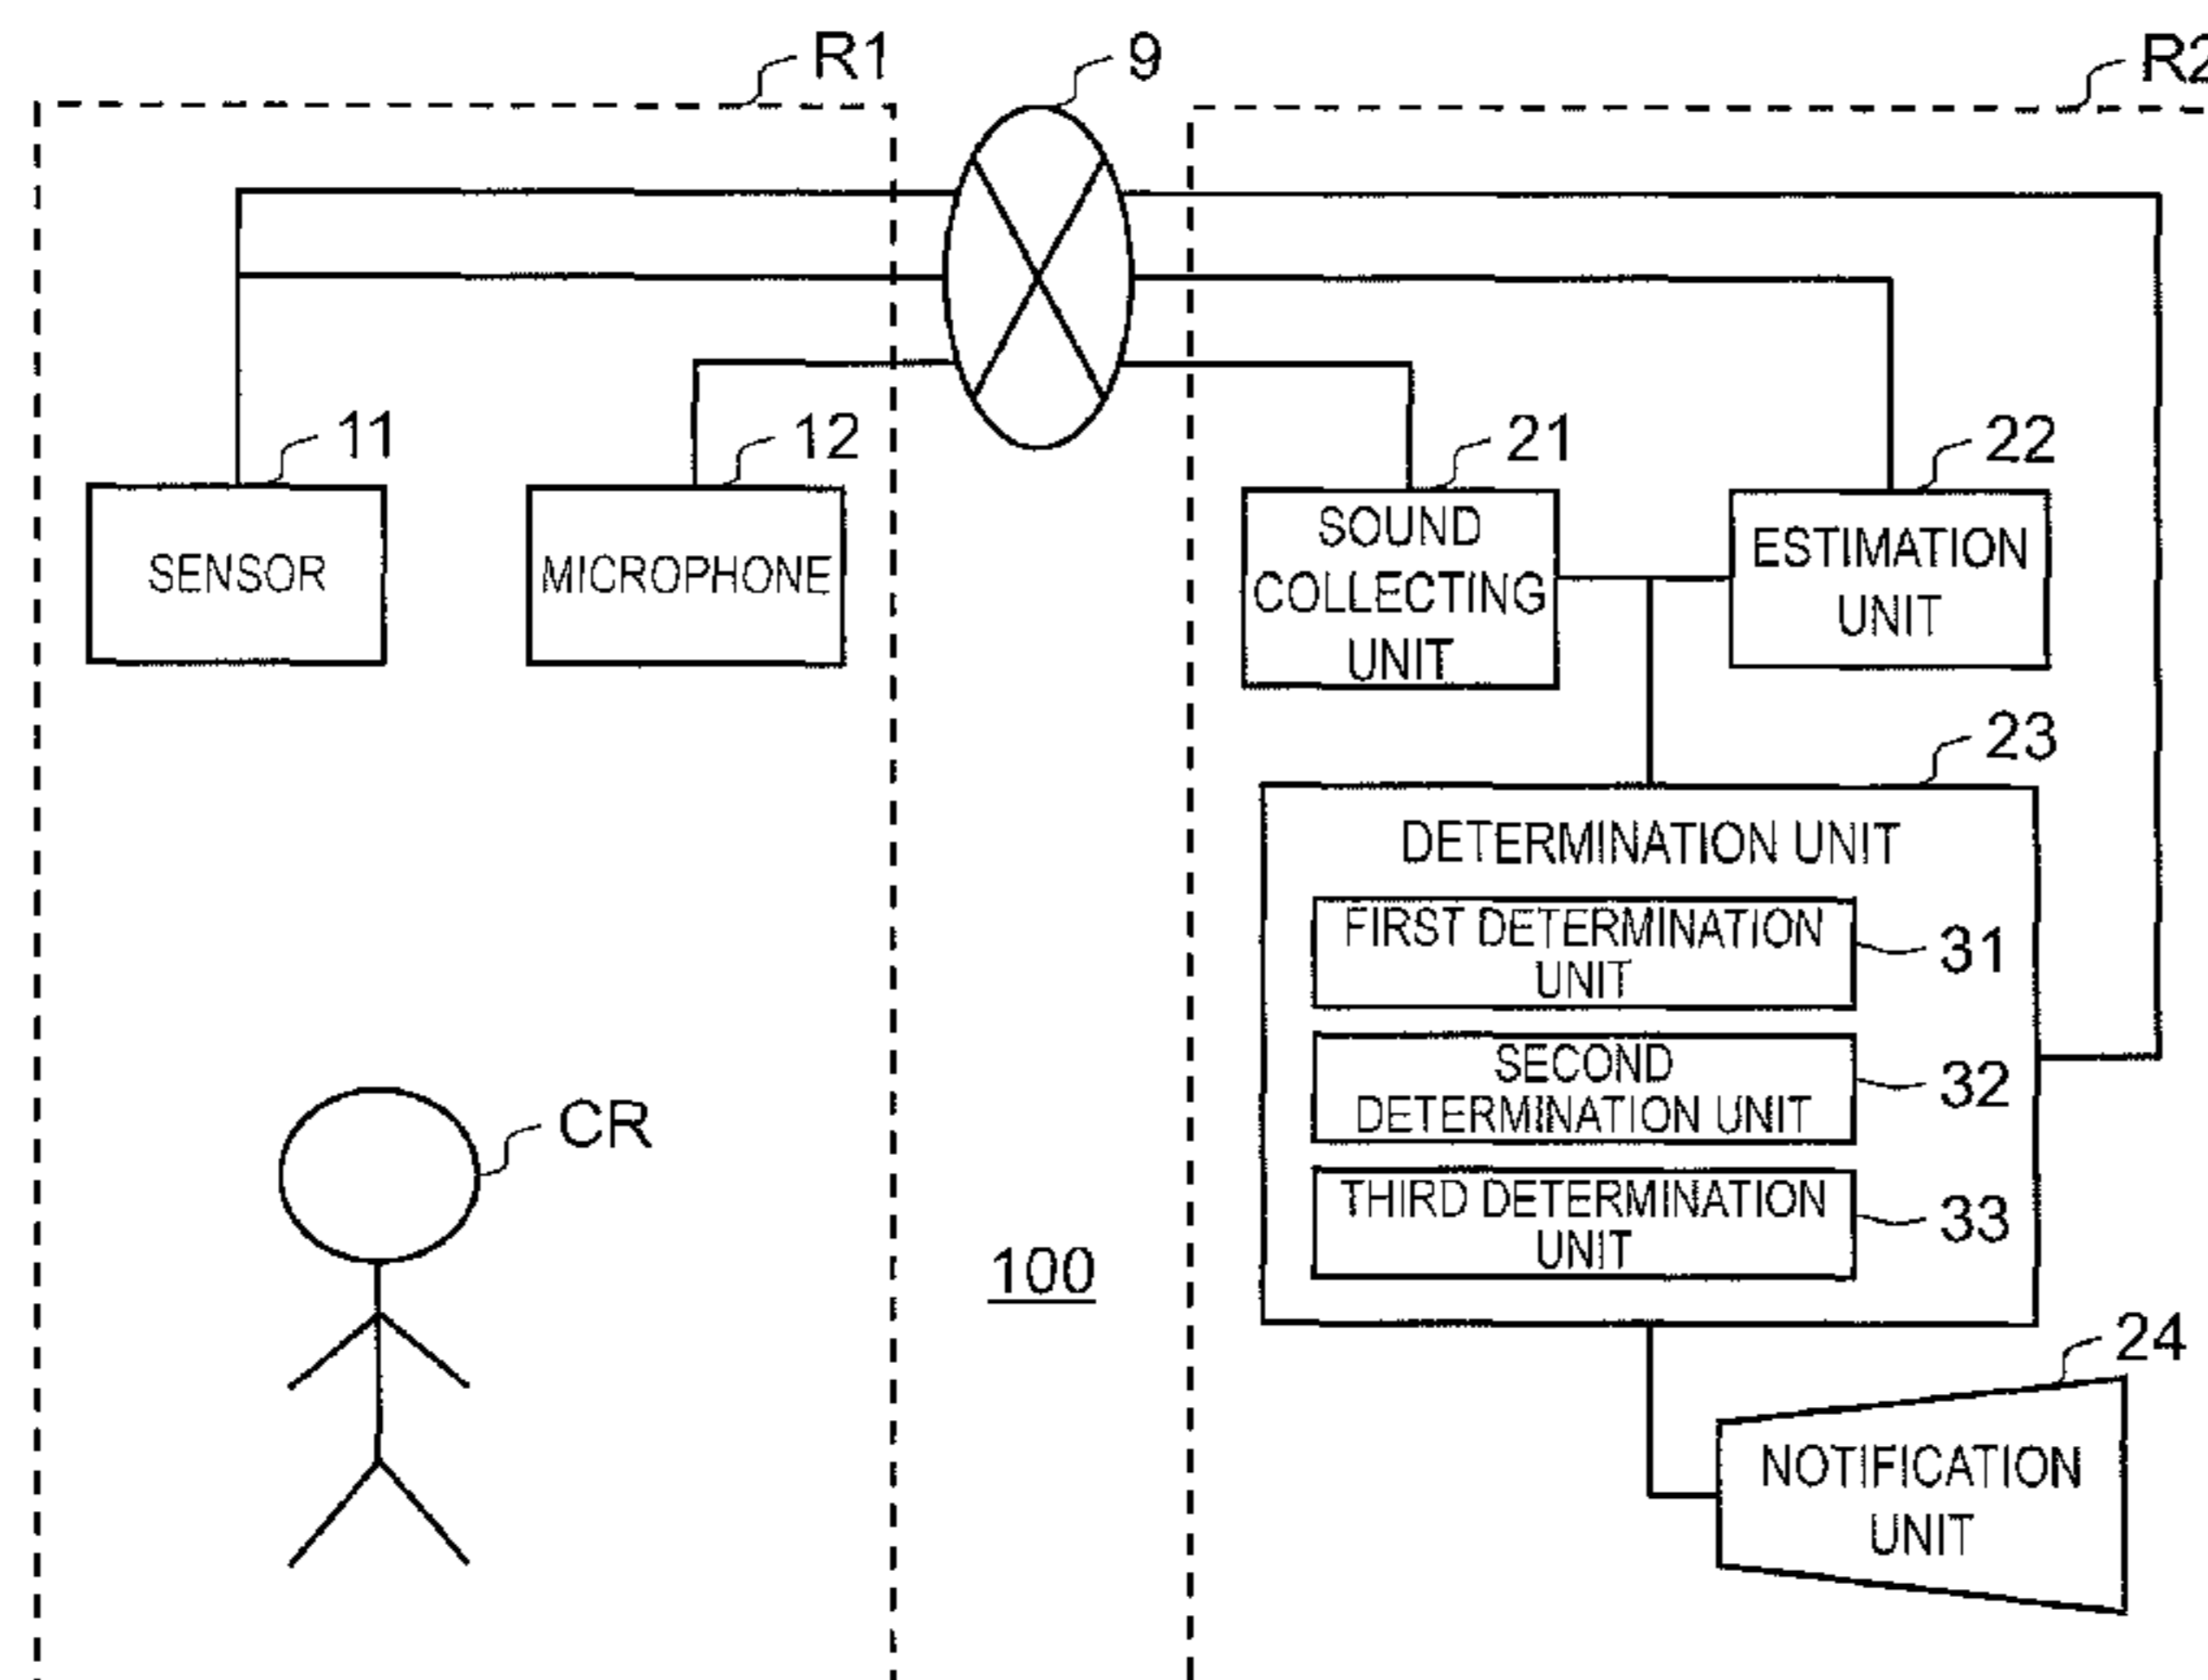 R1
9
R2
11
12
21
22
SENSOR
MICROPHONE
SOUND
COLLECTING
UNIT
ESTIMATION
UNIT
23
DETERMINATION UNIT
FIRST DETERMINATION
UNIT
31
SECOND
DETERMINATION UNIT
32
THIRD DETERMINATION
UNIT
33
CR
100
24
NOTIFICATION
UNIT